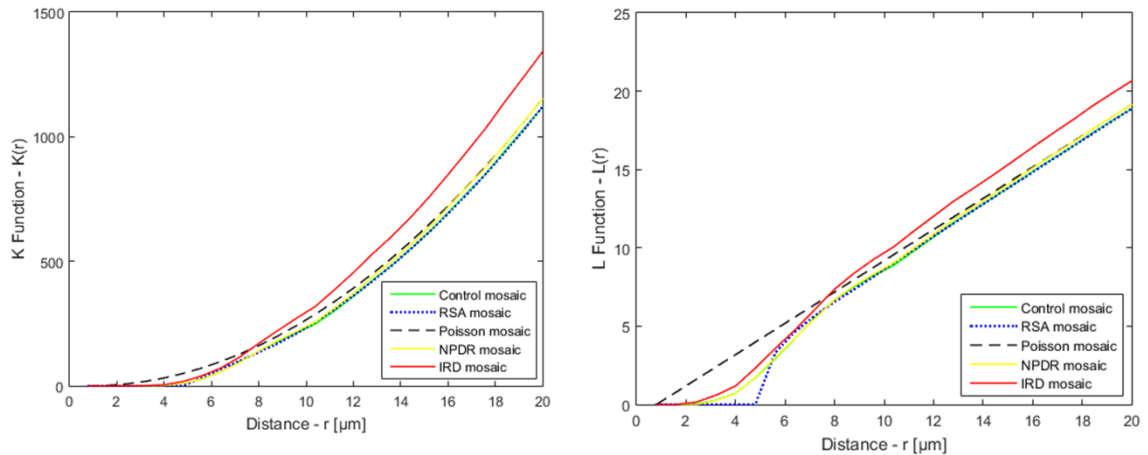 1500
1000
500
0
K Function - K(r)
0 2 4 6 8 10 12 14 16 18 20
Distance - r [μm]
Control mosaic
RSA mosaic
Poisson mosaic
NPDR mosaic
IRD mosaic
25
20
15
10
5
0
L Function - L(r)
0 2 4 6 8 10 12 14 16 18 20
Distance - r [μm]
Control mosaic
RSA mosaic
Poisson mosaic
NPDR mosaic
IRD mosaic